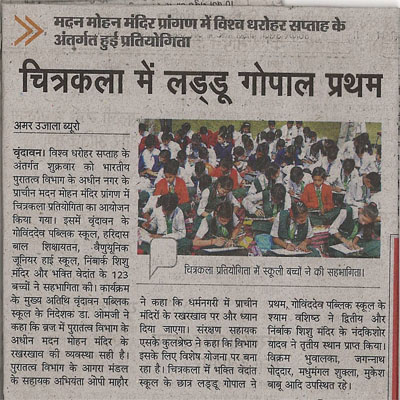 मदन मोहन मंदिर प्रांगण में विश्व धरोहर सप्ताह के
अंतर्गत हुई प्रतियोगिता
चित्रकला में लड्डू गोपाल प्रथम
अमर उजाला ब्यूरो
वृंदावन। विश्व धरोहर सप्ताह के
अंतर्गत शुक्रवार को भारतीय
पुरातत्व विभाग के अधीन नगर के
प्राचीन मदन मोहन मंदिर प्रांगण में
चित्रकला प्रतियोगिता का आयोजन
किया गया। इसमें वृंदावन के
गोविंददेव पब्लिक स्कूल, हरिदास
बाल शिक्षायतन, वैणुयूनिक
जूनियर हाई स्कूल, निंबार्क शिशु
मंदिर और भक्ति वेदांत के 123
बच्चों ने सहभागिता की। कार्यक्रम
के मुख्य अतिथि वृंदावन पब्लिक
स्कूल के निदेशक डा. ओमजी ने
कहा कि ब्रज में पुरातत्व विभाग के
अधीन मदन मोहन मंदिर के
रखरखाव की व्यवस्था सही है।
पुरातत्व विभाग के आगरा मंडल
के सहायक अभियंता ओपी माहौर
चित्रकला प्रतियोगिता में स्कूली बच्चों ने की सहभागिता।
ने कहा कि धर्मनगरी में प्राचीन
मंदिरों के रखरखाव पर और ध्यान
दिया जाएगा। संरक्षण सहायक
एसके कुलश्रेष्ठ ने कहा कि विभाग
इसके लिए विशेष योजना पर बना
रहा है। चित्रकला में भक्ति वेदांत
स्कूल के छात्र लड्डू गोपाल ने
प्रथम, गोविंददेव पब्लिक स्कूल के
श्याम वशिष्ठ ने द्वितीय और
निंबार्क शिशु मंदिर के नंदकिशोर
यादव ने तृतीय स्थान प्राप्त किया।
विक्रम भुवालका, जगन्नाथ
पोद्दार, मधुमंगल शुक्ला, मुकेश
बाबू आदि उपस्थित रहे।